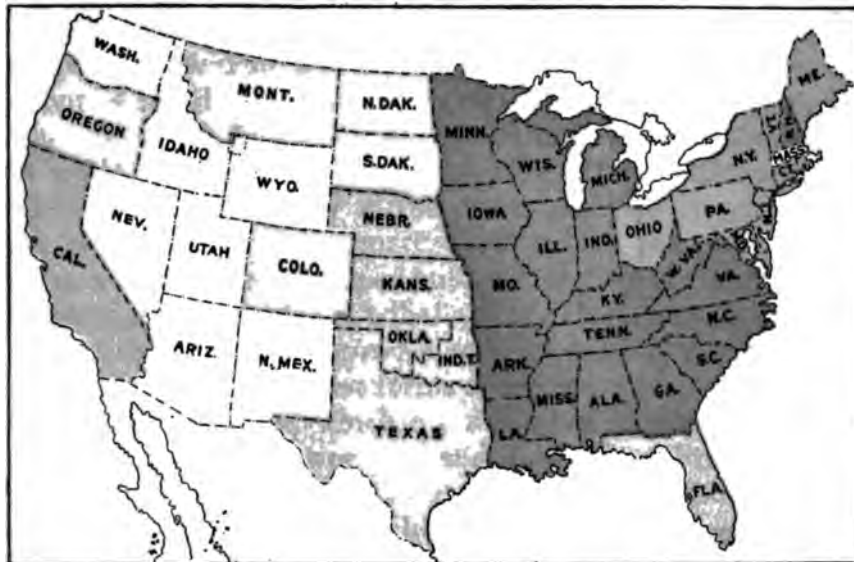 WASH.
MONT.
N.DAK.
MINN.
ME.
OREGON
IDAHO
S.DAK.
WIS.
MICH.
N.Y.
MASS.
WYO.
NEBR.
IOWA
PA.
NEV.
UTAH
COLO.
ILL.
IND.
OHIO
CAL.
KANS.
MO.
W.VA.
VA.
KY.
ARIZ.
N.MEX.
OKLA.
IND.T.
ARK.
TENN.
N.C.
S.C.
TEXAS
LA.
MISS.
ALA.
GA.
FLA.